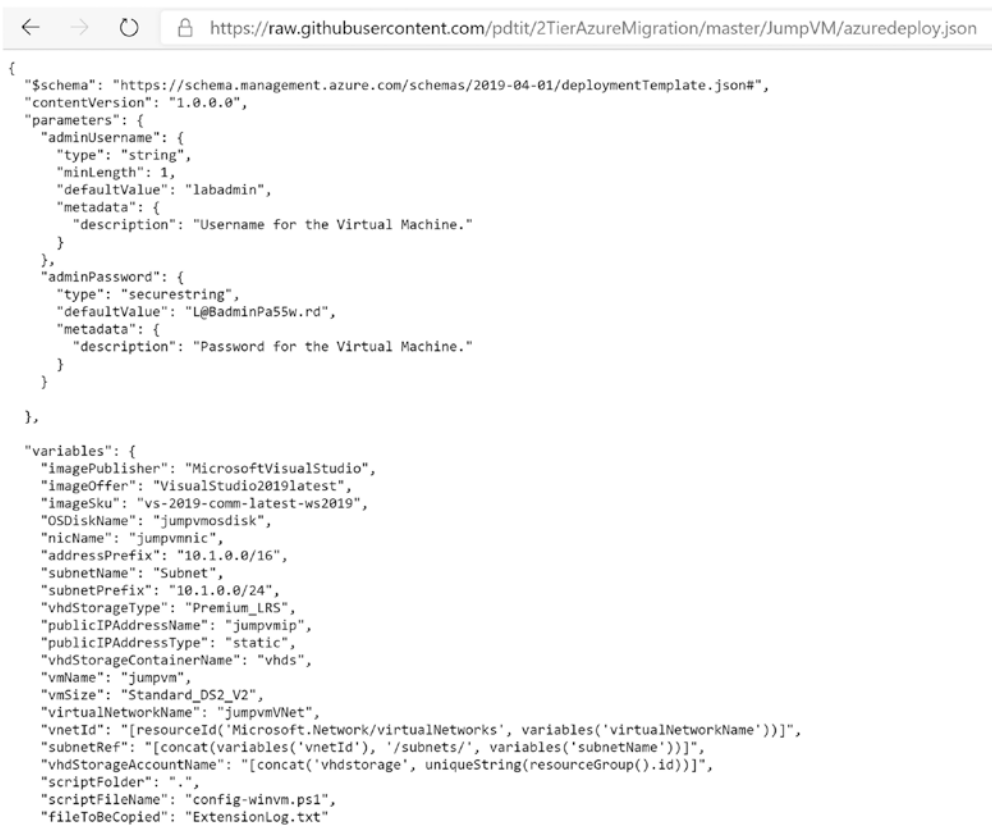 https://raw.githubusercontent.com/pdtit/2TierAzureMigration/master/JumpVM/azuredeploy.json
{
  "$schema": "https://schema.management.azure.com/schemas/2019-04-01/deploymentTemplate.json#",
  "contentVersion": "1.0.0.0",
  "parameters": {
    "adminUsername": {
      "type": "string",
      "minLength": 1,
      "defaultValue": "labadmin",
      "metadata": {
        "description": "Username for the Virtual Machine."
      }
    },
    "adminPassword": {
      "type": "securestring",
      "defaultValue": "L@BadminPa55w.rd",
      "metadata": {
        "description": "Password for the Virtual Machine."
      }
    }
  },
  "variables": {
    "imagePublisher": "MicrosoftVisualStudio",
    "imageOffer": "VisualStudio2019latest",
    "imageSku": "vs-2019-comm-latest-ws2019",
    "OSDiskName": "jumpvmosdisk",
    "nicName": "jumpvmnic",
    "addressPrefix": "10.1.0.0/16",
    "subnetName": "Subnet",
    "subnetPrefix": "10.1.0.0/24",
    "vhdStorageType": "Premium_LRS",
    "publicIPAddressName": "jumpvmip",
    "publicIPAddressType": "static",
    "vhdStorageContainerName": "vhds",
    "vmName": "jumpvm",
    "vmSize": "Standard_DS2_V2",
    "virtualNetworkName": "jumpvmVNet",
    "vnetId": "[resourceId('Microsoft.Network/virtualNetworks', variables('virtualNetworkName'))]",
    "subnetRef": "[concat(variables('vnetId'), '/subnets/', variables('subnetName'))]",
    "vhdStorageAccountName": "[concat('vhdstorage', uniqueString(resourceGroup().id))]",
    "scriptFolder": ".",
    "scriptFileName": "config-winvm.ps1",
    "fileToBeCopied": "ExtensionLog.txt"